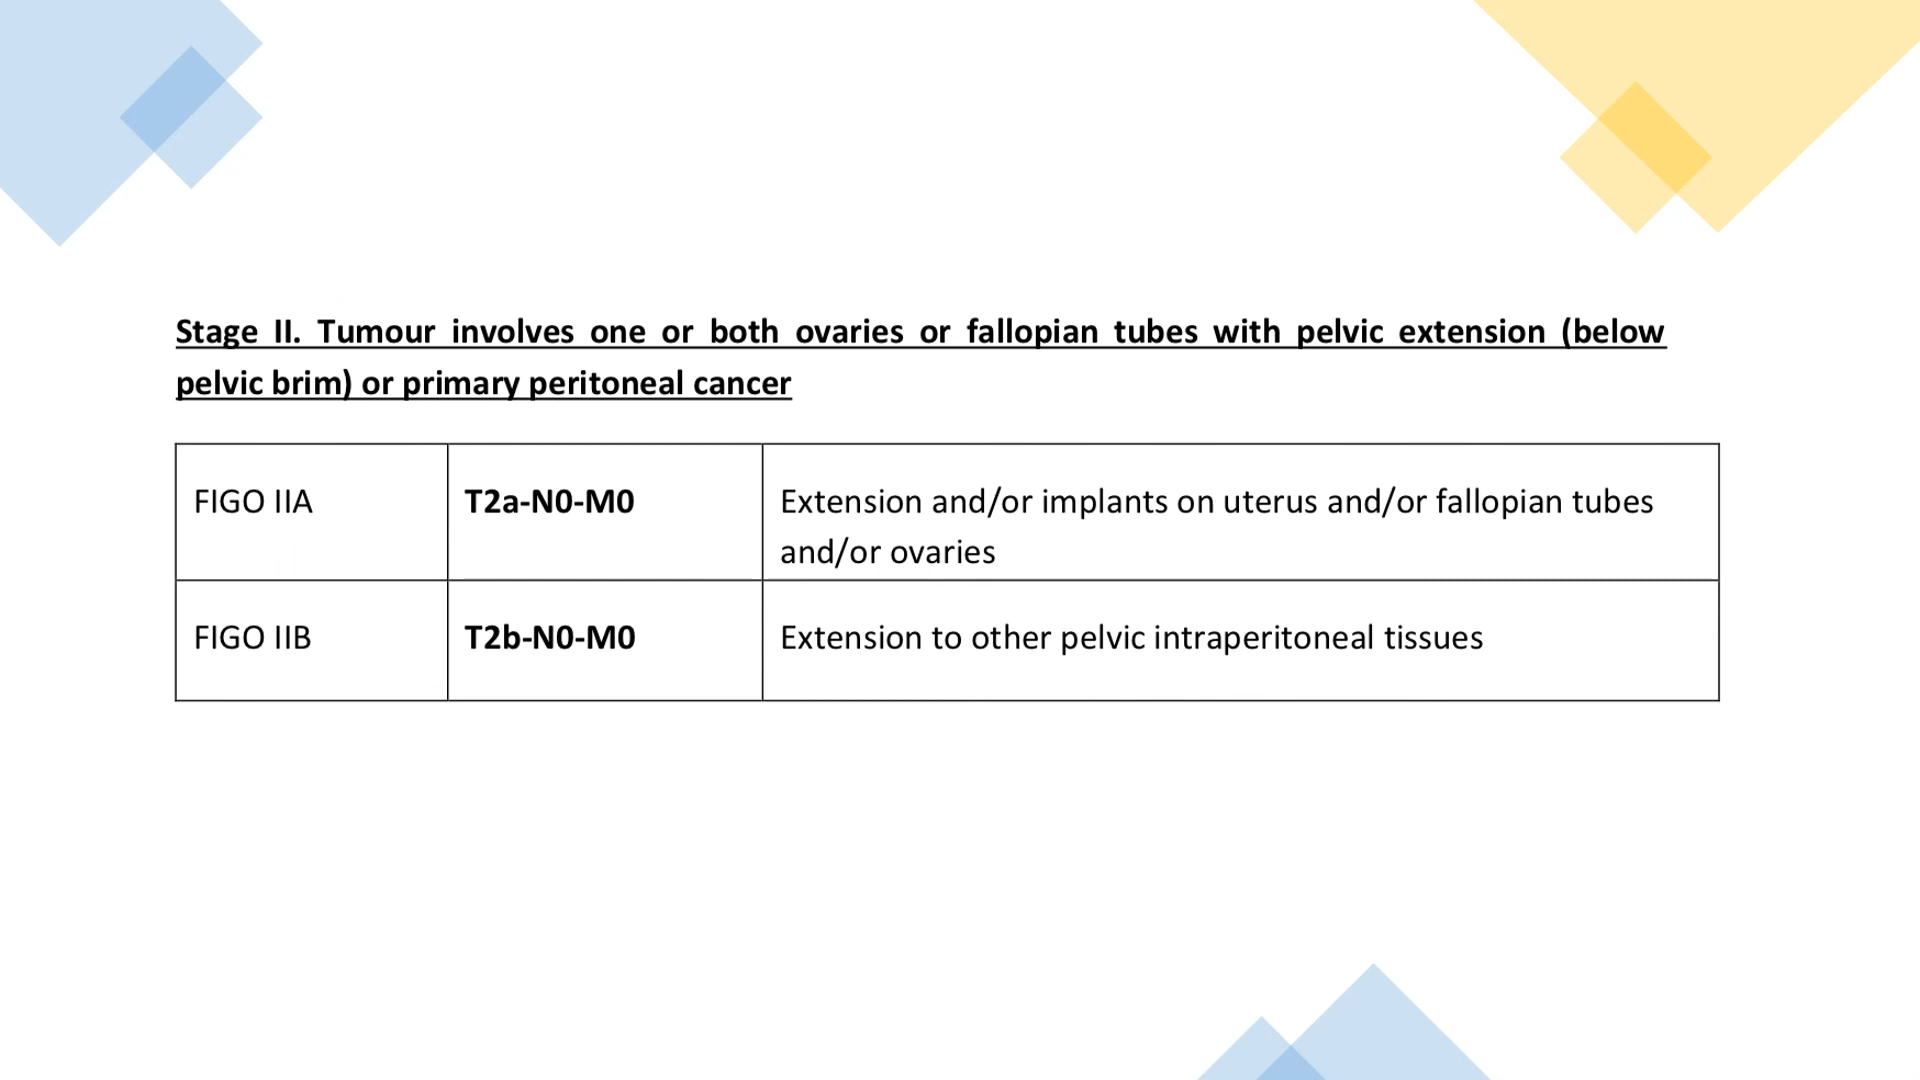 Stage II. Tumour involves one or both ovaries or fallopian tubes with pelvic extension (below
pelvic brim) or primary peritoneal cancer
FIGO IIA
T2a-N0-M0
Extension and/or implants on uterus and/or fallopian tubes
and/or ovaries
FIGO IIB
T2b-N0-M0
Extension to other pelvic intraperitoneal tissues